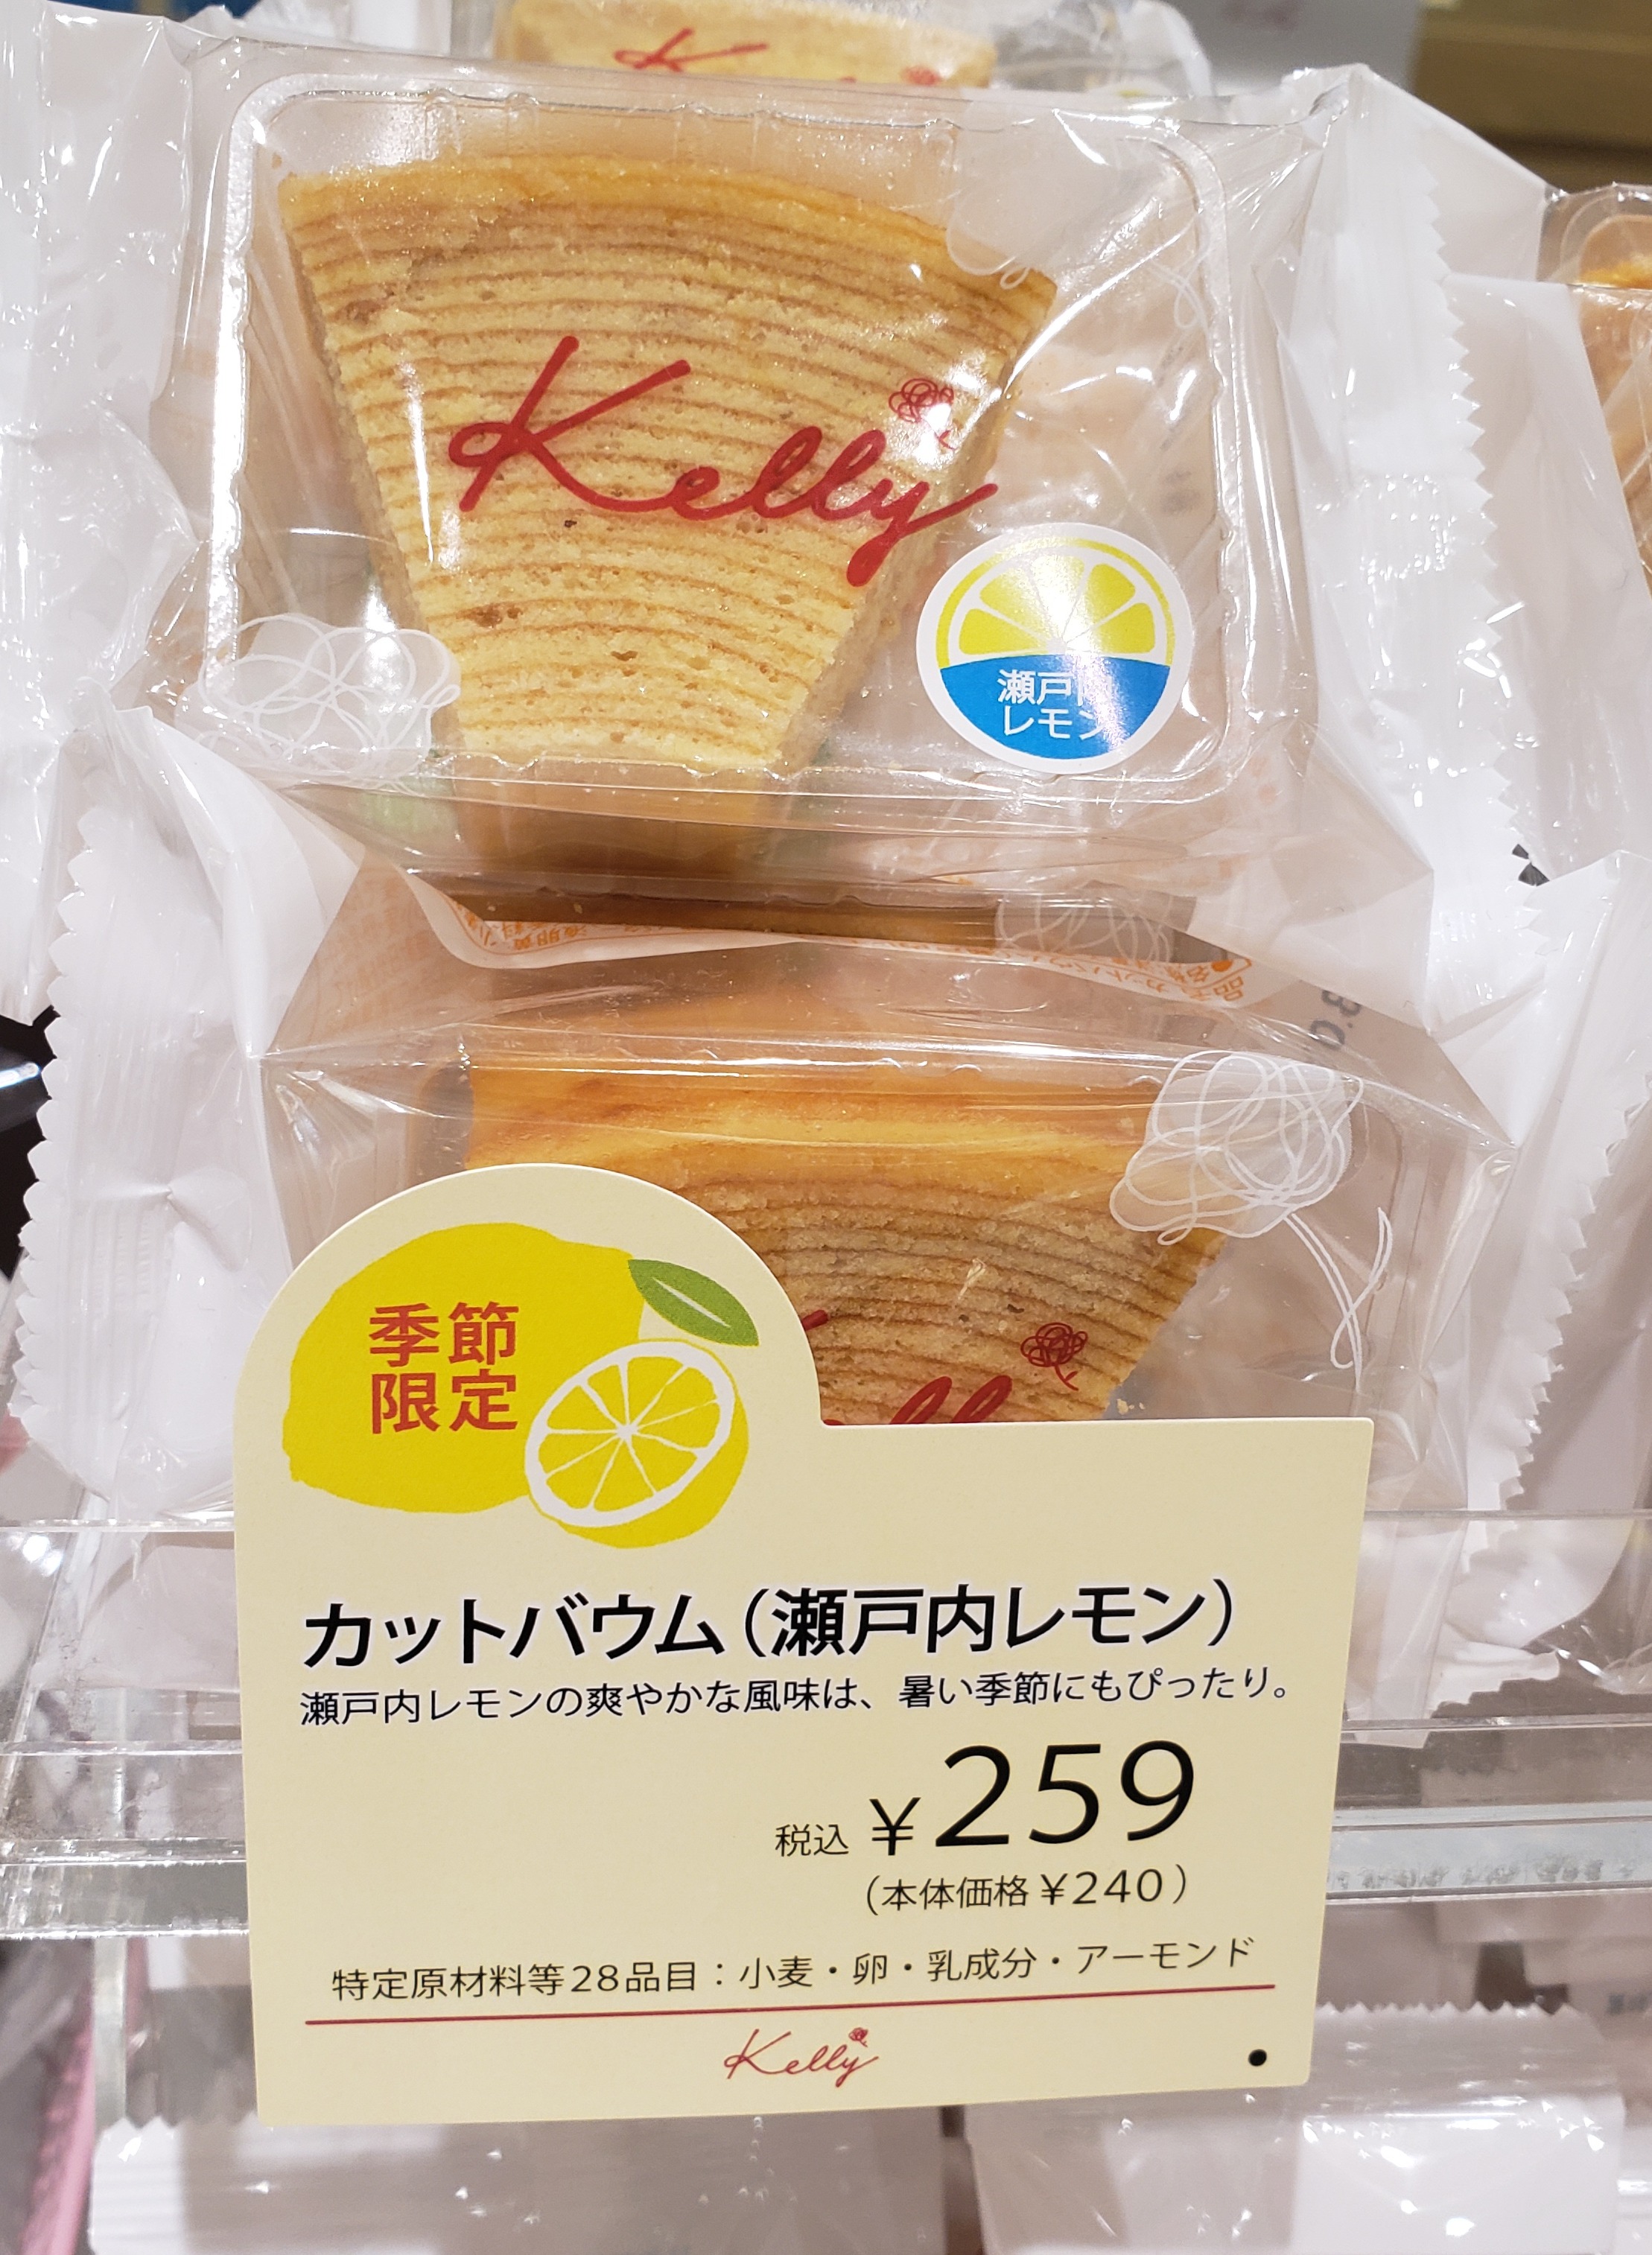 Kelly
瀬戸内
レモン
季節
限定
カットバウム（瀬戸内レモン）
瀬戸内レモンの爽やかな風味は、暑い季節にもぴったり。
税込 ¥259
(本体価格 ¥240)
特定原材料等28品目：小麦・卵・乳成分・アーモンド
Kelly